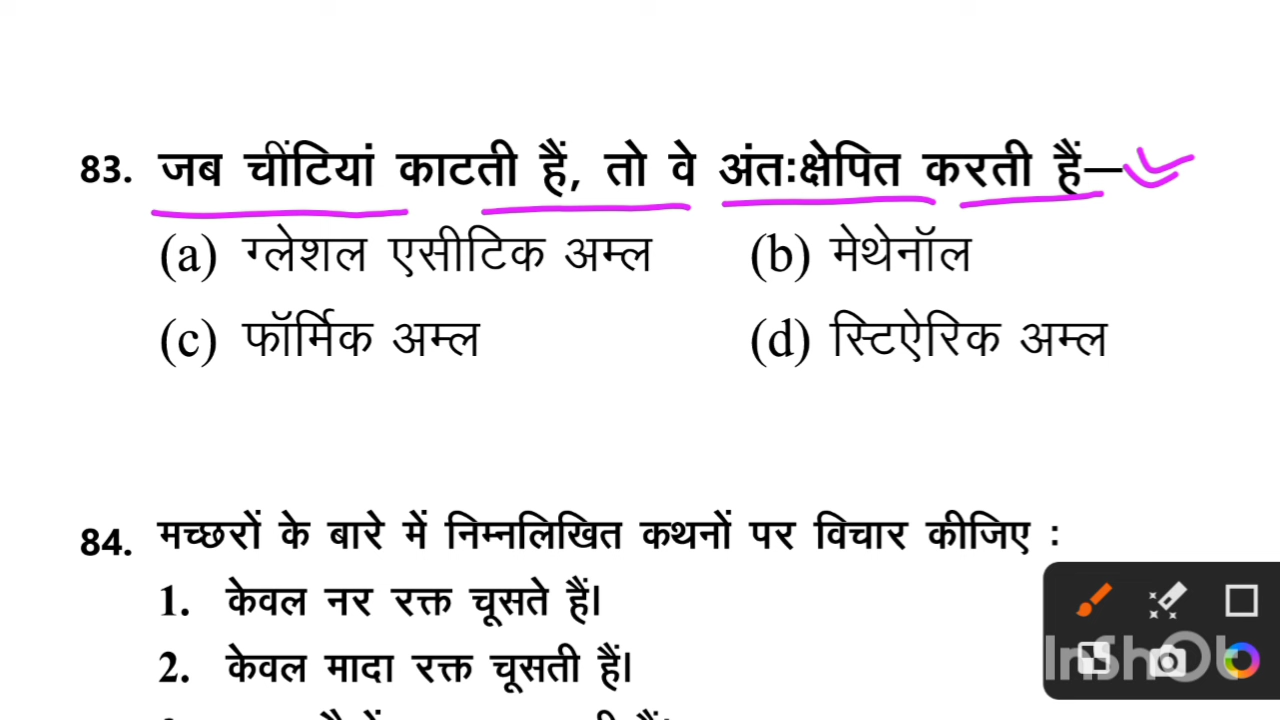 83. जब चींटियां काटती हैं, तो वे अंतःक्षेपित करती हैं–
(a) ग्लेशल एसीटिक अम्ल (b) मेथेनॉल
(c) फॉर्मिक अम्ल (d) स्टिऐरिक अम्ल
84. मच्छरों के बारे में निम्नलिखित कथनों पर विचार कीजिए :
1. केवल नर रक्त चूसते हैं।
2. केवल मादा रक्त चूसती हैं।
InShOt